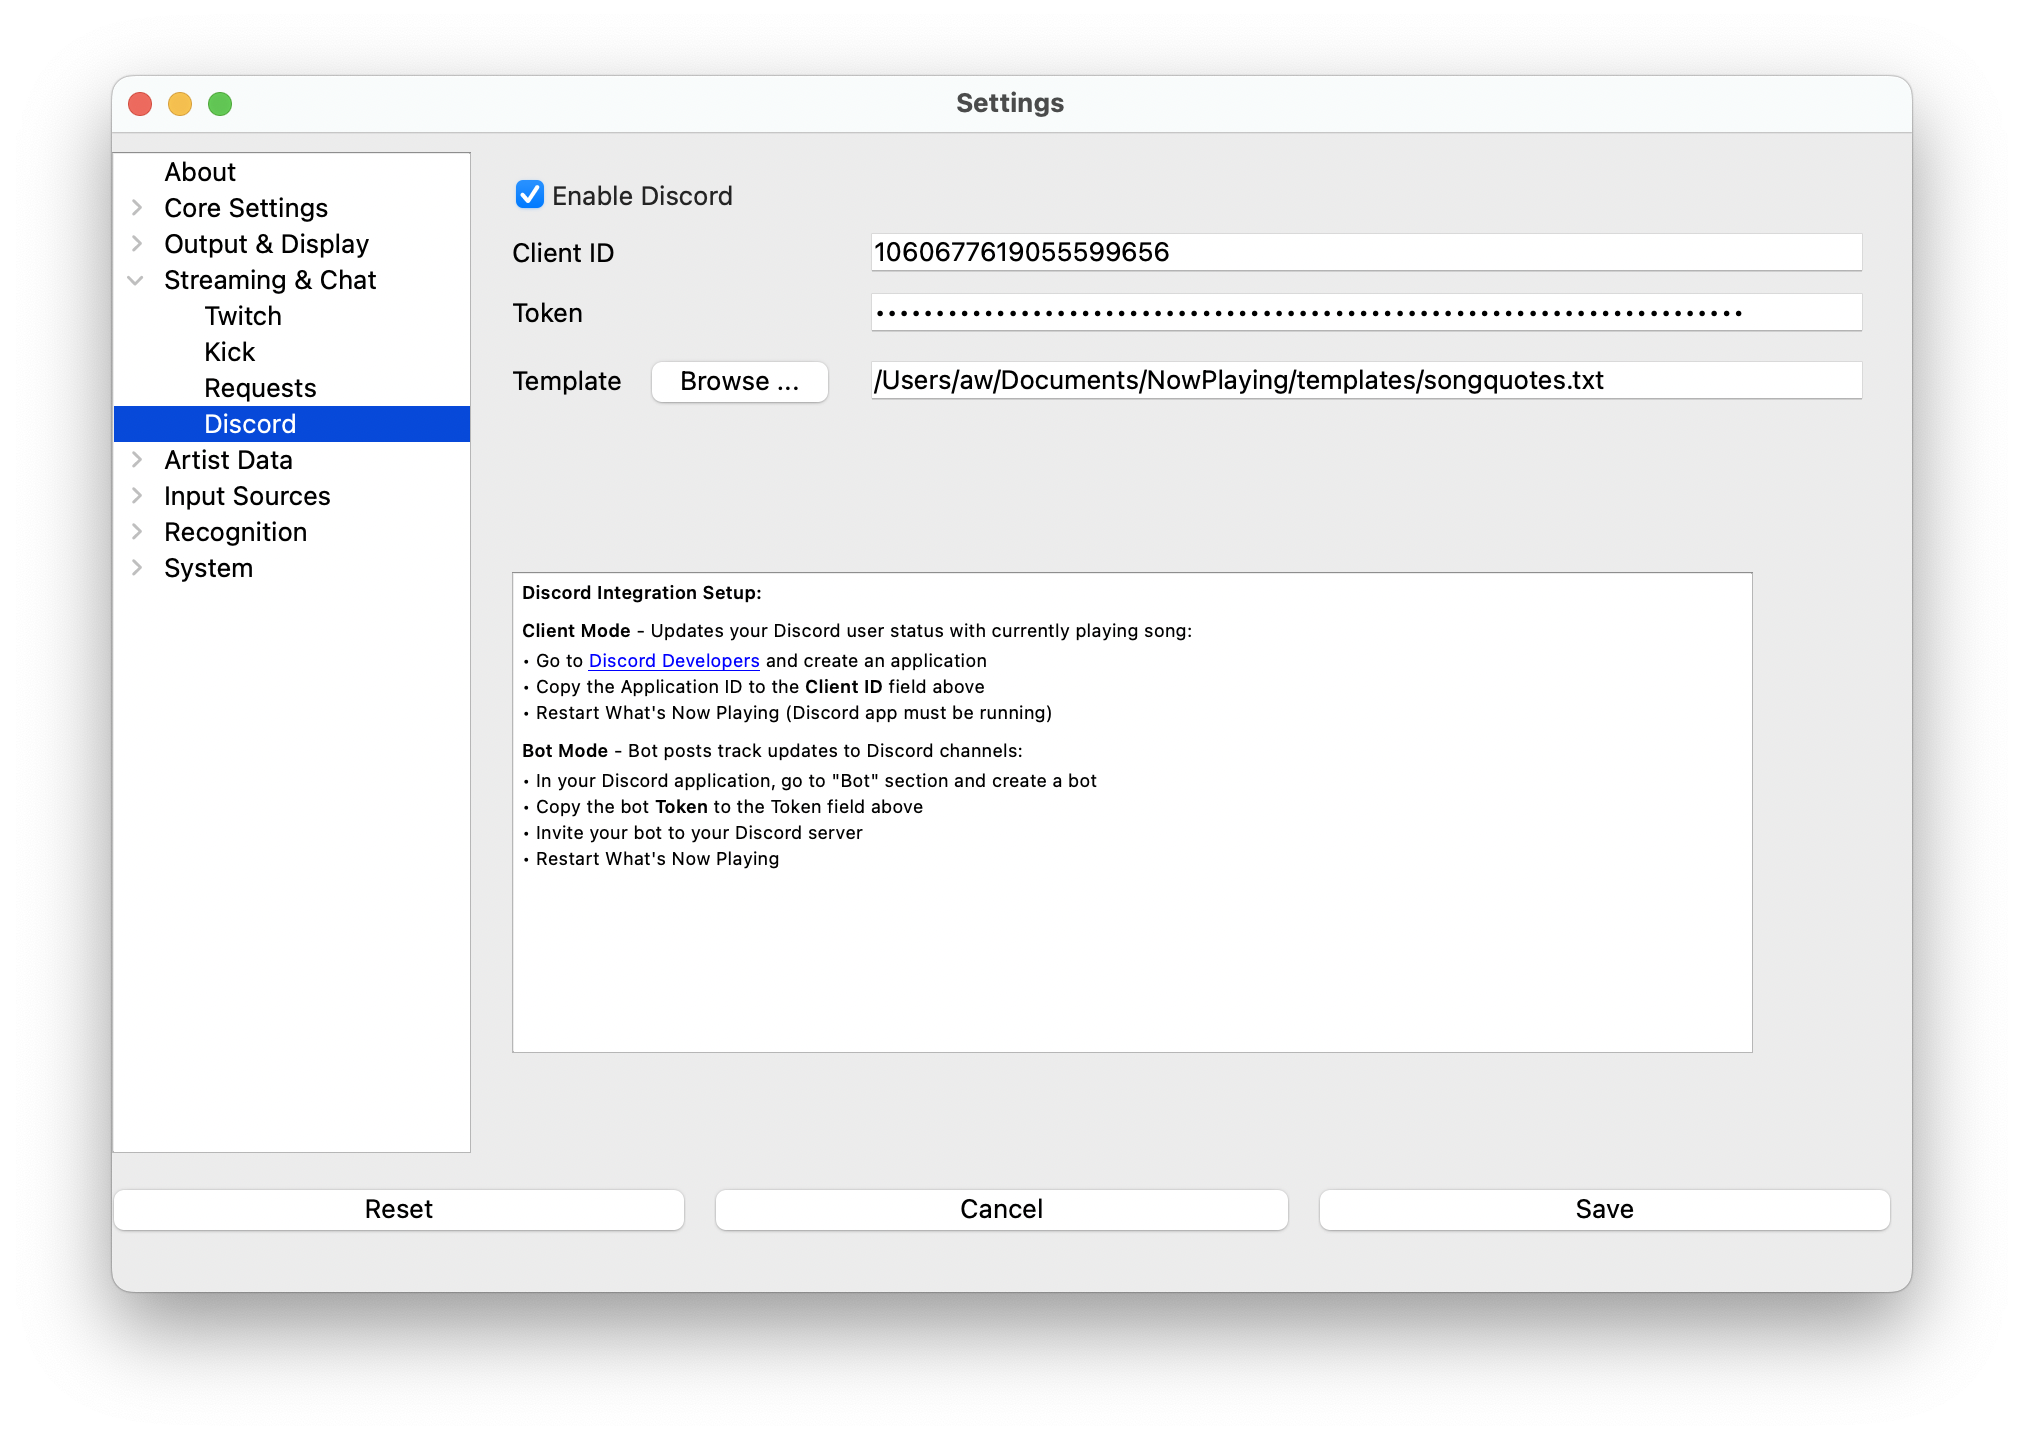 Settings
About
Core Settings
Output & Display
Streaming & Chat
Twitch
Kick
Requests
Discord
Artist Data
Input Sources
Recognition
System
Enable Discord
Client ID 1060677619055599656
Token ••••••••••••••••••••••••••••••••••••••••••••••••••••••••••••••••••••••••
Template Browse ... /Users/aw/Documents/NowPlaying/templates/songquotes.txt
Discord Integration Setup:
Client Mode - Updates your Discord user status with currently playing song:
• Go to Discord Developers and create an application
• Copy the Application ID to the Client ID field above
• Restart What's Now Playing (Discord app must be running)
Bot Mode - Bot posts track updates to Discord channels:
• In your Discord application, go to "Bot" section and create a bot
• Copy the bot Token to the Token field above
• Invite your bot to your Discord server
• Restart What's Now Playing
Reset Cancel Save